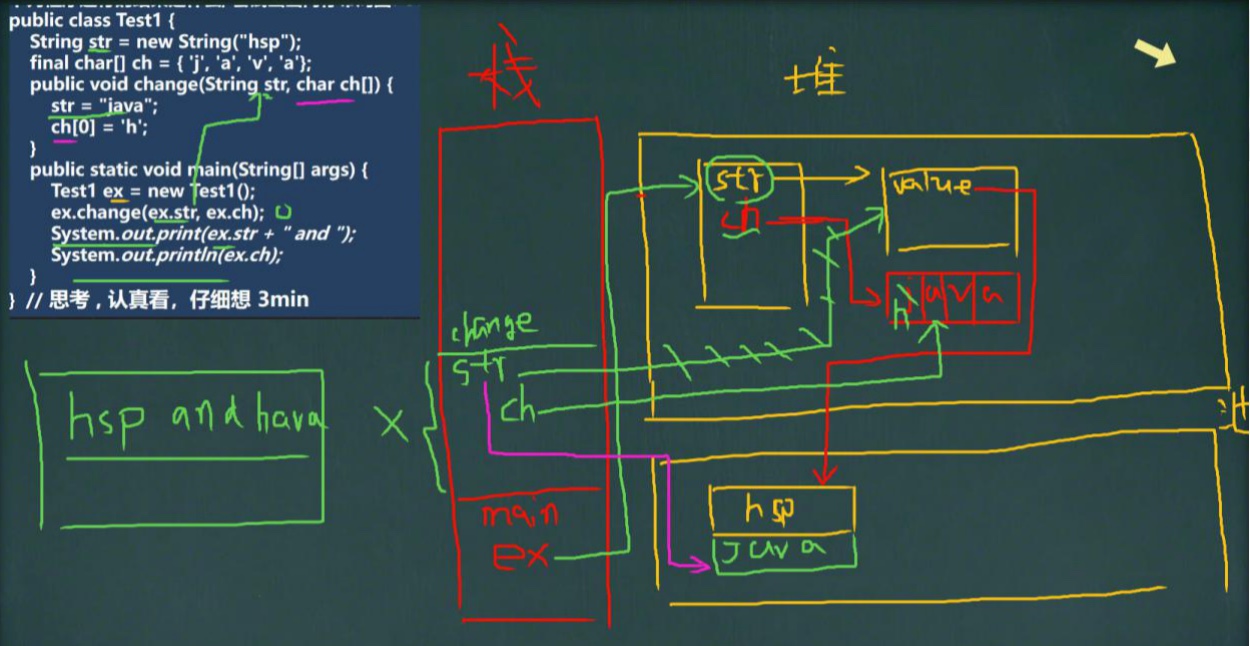 public class Test1 {
String str = new String("hsp");
final char[] ch = { 'j', 'a', 'v', 'a'};
public void change(String str, char ch[]) {
str = "java";
ch[0] = 'h';
}
public static void main(String[] args) {
Test1 ex = new Test1();
ex.change(ex.str, ex.ch);
System.out.print(ex.str + " and ");
System.out.println(ex.ch);
}
} // 思考，认真看，仔细想 3min
hsp and hava
栈
change
str
ch
main
ex
堆
str
ch
value
h a v a
hsp
java